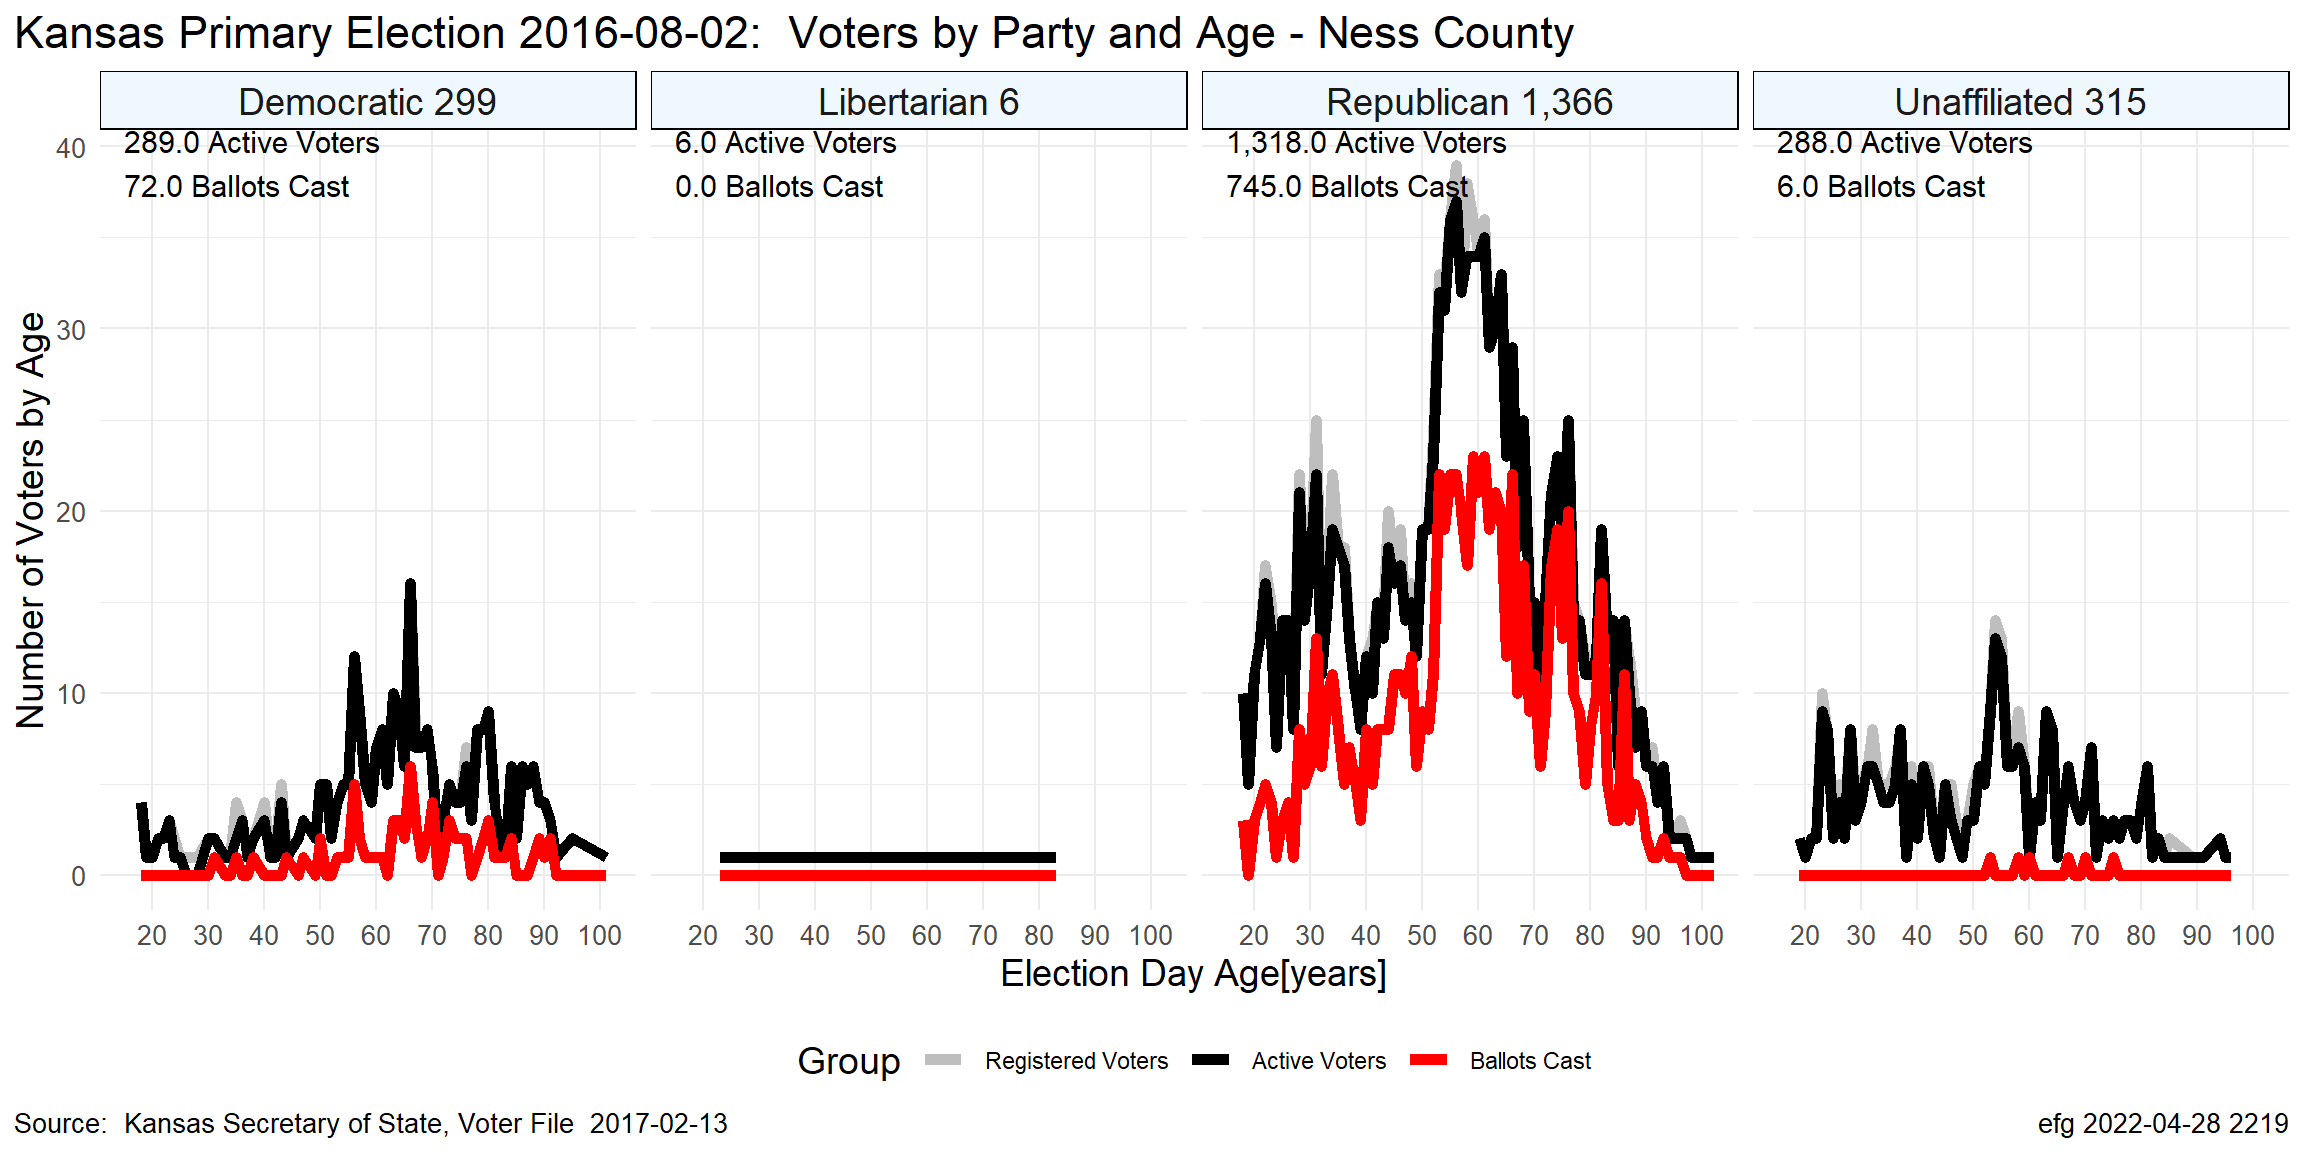 Kansas Primary Election 2016-08-02:  Voters by Party and Age - Ness County
Democratic 299
Libertarian 6
Republican 1,366
Unaffiliated 315
289.0 Active Voters
72.0 Ballots Cast
6.0 Active Voters
0.0 Ballots Cast
1,318.0 Active Voters
745.0 Ballots Cast
288.0 Active Voters
6.0 Ballots Cast
Number of Voters by Age
40
30
20
10
0
20 30 40 50 60 70 80 90 100
20 30 40 50 60 70 80 90 100
20 30 40 50 60 70 80 90 100
20 30 40 50 60 70 80 90 100
Election Day Age[years]
Group Registered Voters Active Voters Ballots Cast
Source:  Kansas Secretary of State, Voter File  2017-02-13
efg 2022-04-28 2219